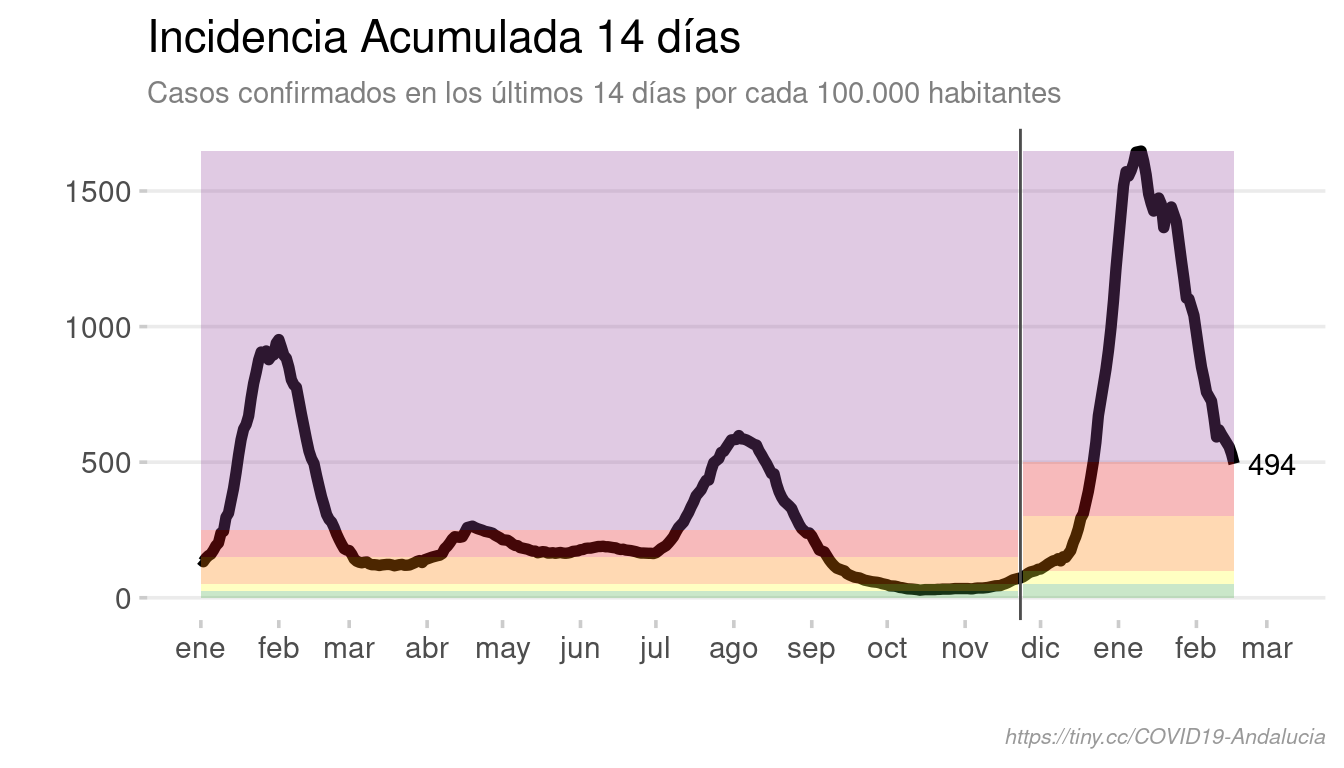 Incidencia Acumulada 14 días
Casos confirmados en los últimos 14 días por cada 100.000 habitantes
1500
1000
500
0
494
ene feb mar abr may jun jul ago sep oct nov dic ene feb mar
https://tiny.cc/COVID19-Andalucia